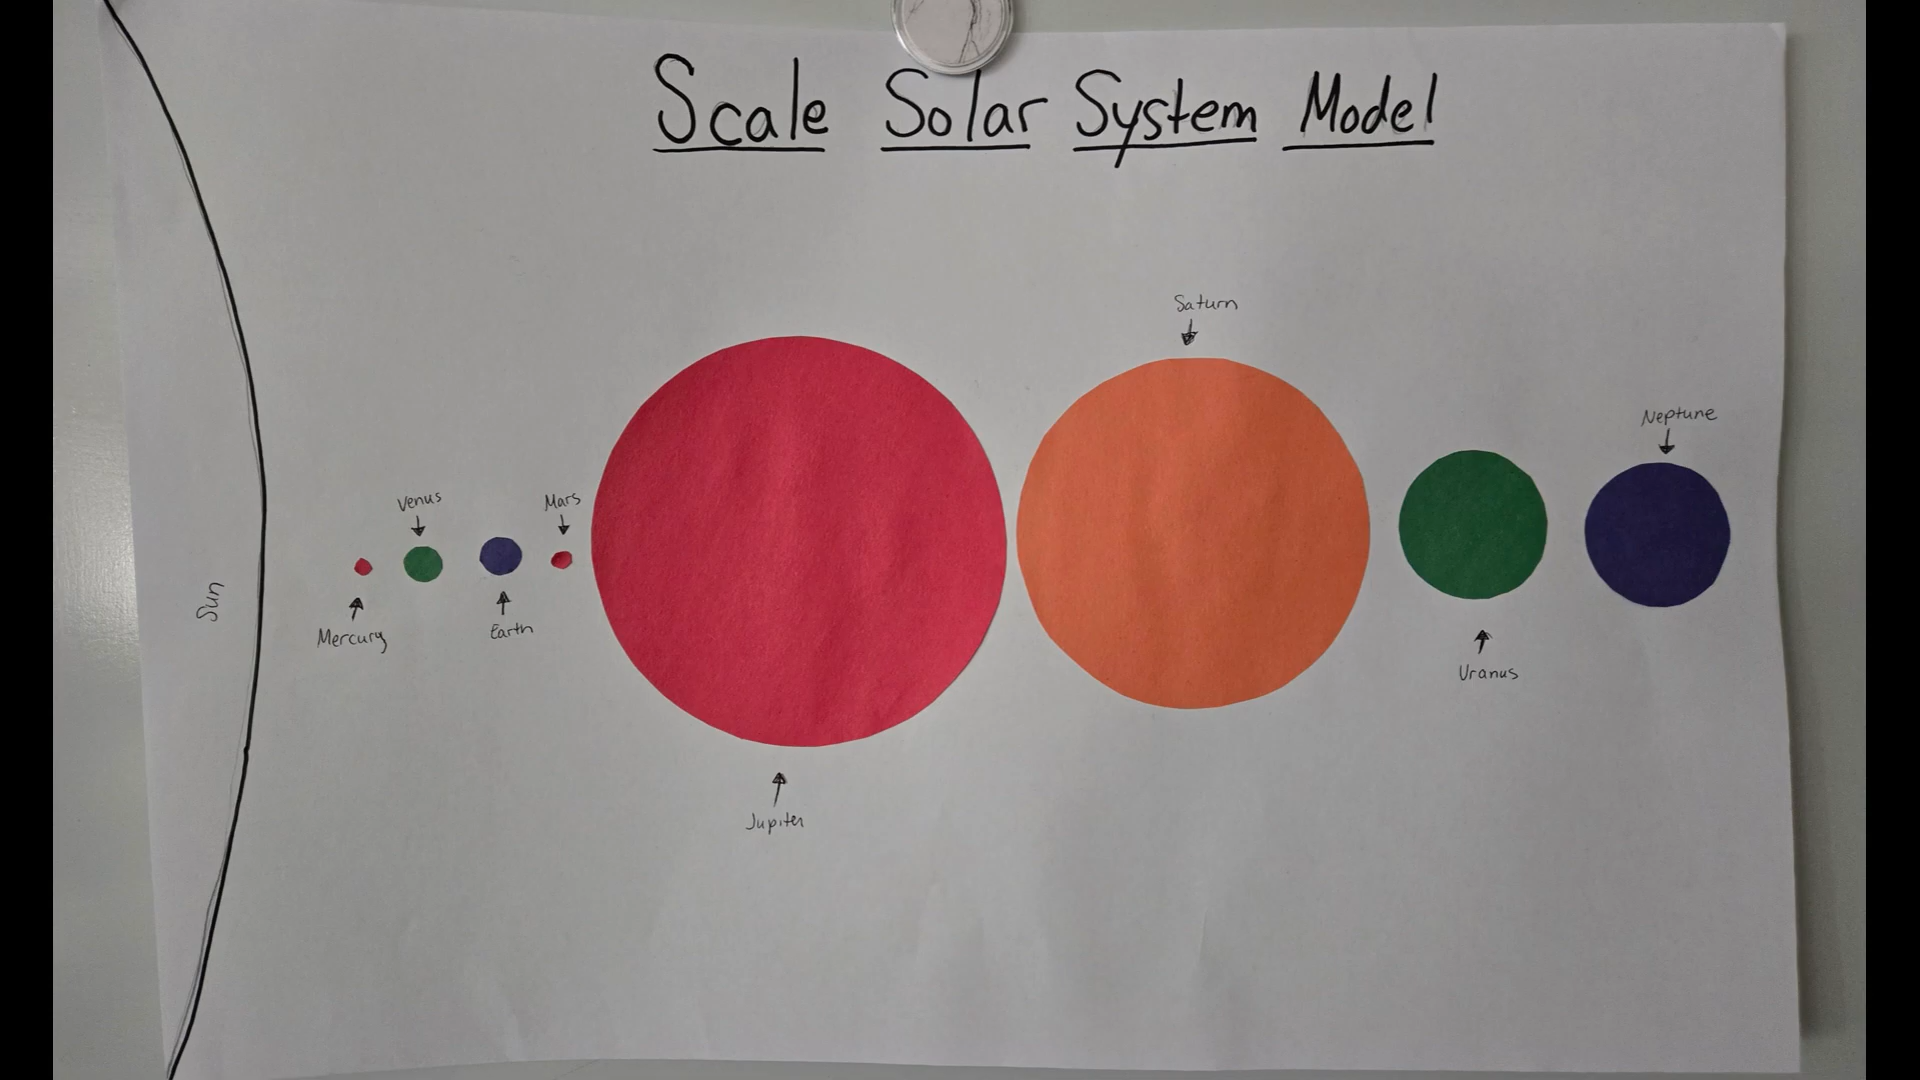 Scale Solar System Model
Sun
Mercury
Venus
Earth
Mars
Jupiter
Saturn
Uranus
Neptune